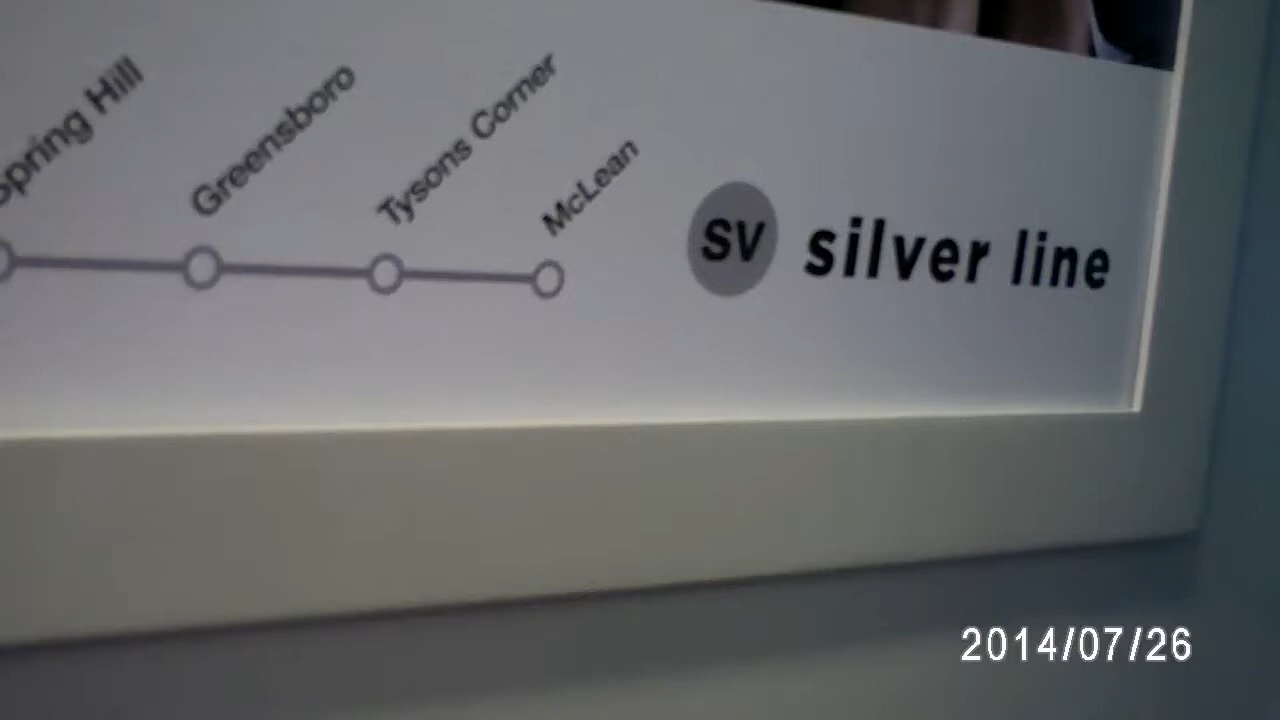 Spring Hill
Greensboro
Tysons Corner
McLean
SV silver line
2014/07/26